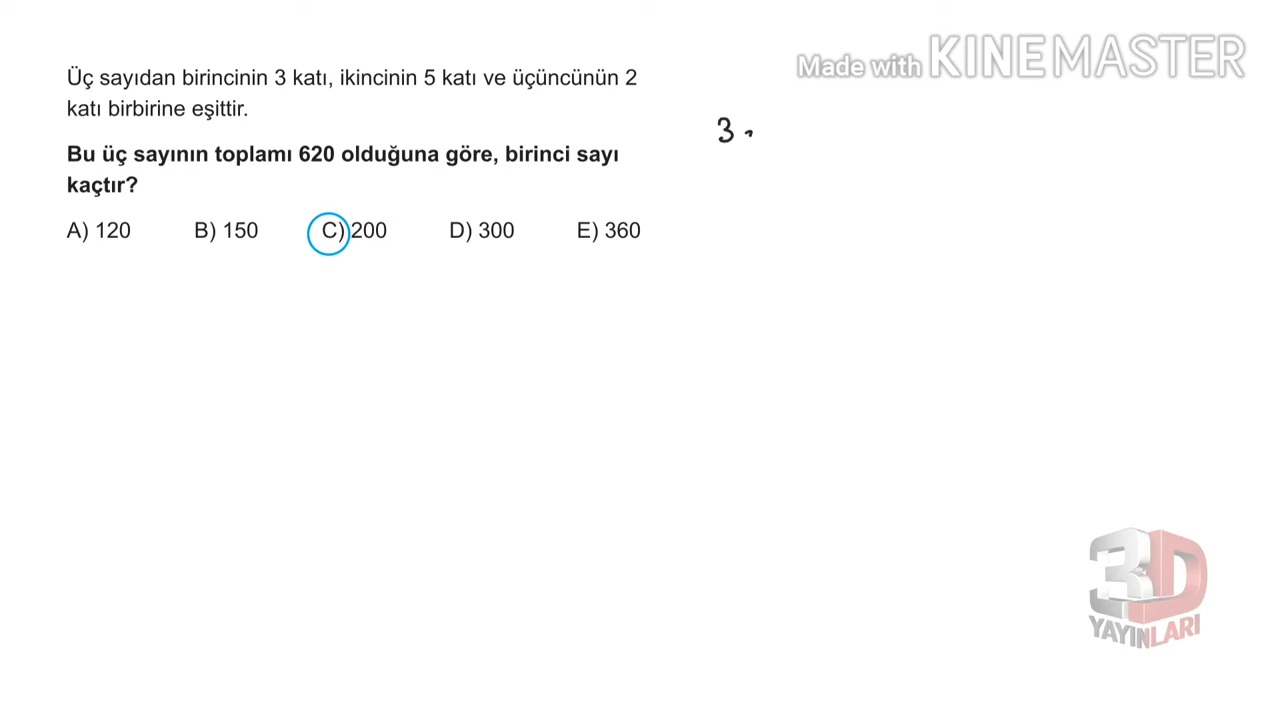 Made with KINEMASTER
Üç sayıdan birincinin 3 katı, ikincinin 5 katı ve üçüncünün 2
katı birbirine eşittir.
3 .
Bu üç sayının toplamı 620 olduğuna göre, birinci sayı
kaçtır?
A) 120 B) 150 C) 200 D) 300 E) 360
3D
YAYINLARI